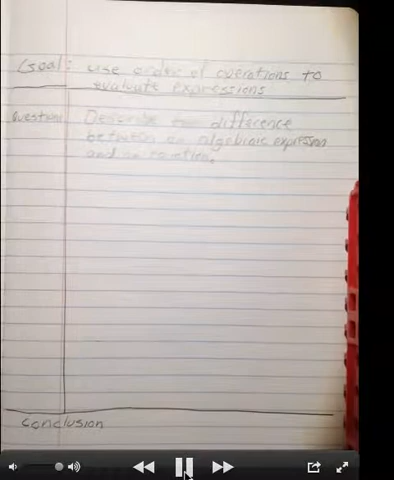 Goal: use order of operations to
evaluate expressions
Question: Describe the difference
between an algebraic expression
and an equation.
Conclusion